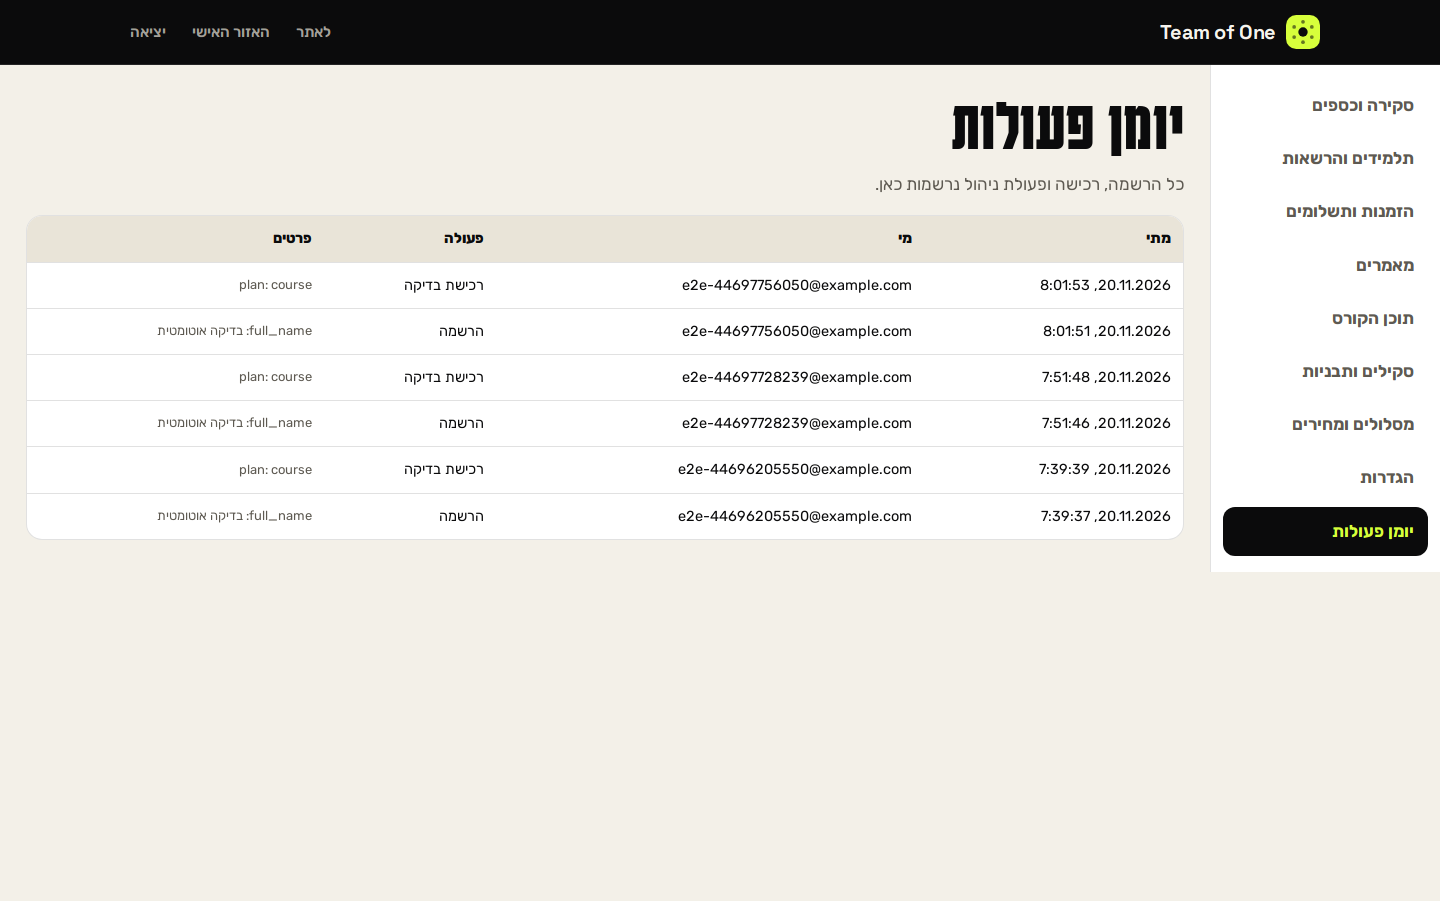 Team of One
לאתר האזור האישי יציאה
סקירה וכספים
תלמידים והרשאות
הזמנות ותשלומים
מאמרים
תוכן הקורס
סקילים ותבניות
מסלולים ומחירים
הגדרות
יומן פעולות
יומן פעולות
כל הרשמה, רכישה ופעולת ניהול נרשמות כאן.
מתי מי פעולה פרטים
20.11.2026, 8:01:53 e2e-44697756050@example.com רכישת בדיקה plan: course
20.11.2026, 8:01:51 e2e-44697756050@example.com הרשמה full_name: בדיקה אוטומטית
20.11.2026, 7:51:48 e2e-44697728239@example.com רכישת בדיקה plan: course
20.11.2026, 7:51:46 e2e-44697728239@example.com הרשמה full_name: בדיקה אוטומטית
20.11.2026, 7:39:39 e2e-44696205550@example.com רכישת בדיקה plan: course
20.11.2026, 7:39:37 e2e-44696205550@example.com הרשמה full_name: בדיקה אוטומטית